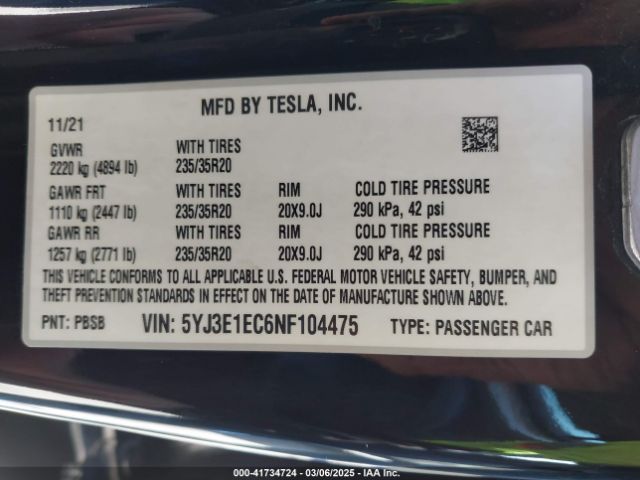 MFD BY TESLA, INC.
11/21
GVWR WITH TIRES
2220 kg (4894 lb) 235/35R20
GAWR FRT WITH TIRES RIM COLD TIRE PRESSURE
1110 kg (2447 lb) 235/35R20 20X9.0J 290 kPa, 42 psi
GAWR RR WITH TIRES RIM COLD TIRE PRESSURE
1257 kg (2771 lb) 235/35R20 20X9.0J 290 kPa, 42 psi
THIS VEHICLE CONFORMS TO ALL APPLICABLE U.S. FEDERAL MOTOR VEHICLE SAFETY, BUMPER, AND
THEFT PREVENTION STANDARDS IN EFFECT ON THE DATE OF MANUFACTURE SHOWN ABOVE.
PNT: PBSB VIN: 5YJ3E1EC6NF104475 TYPE: PASSENGER CAR
000-41734724 | 03/06/2025 - IAA Inc.